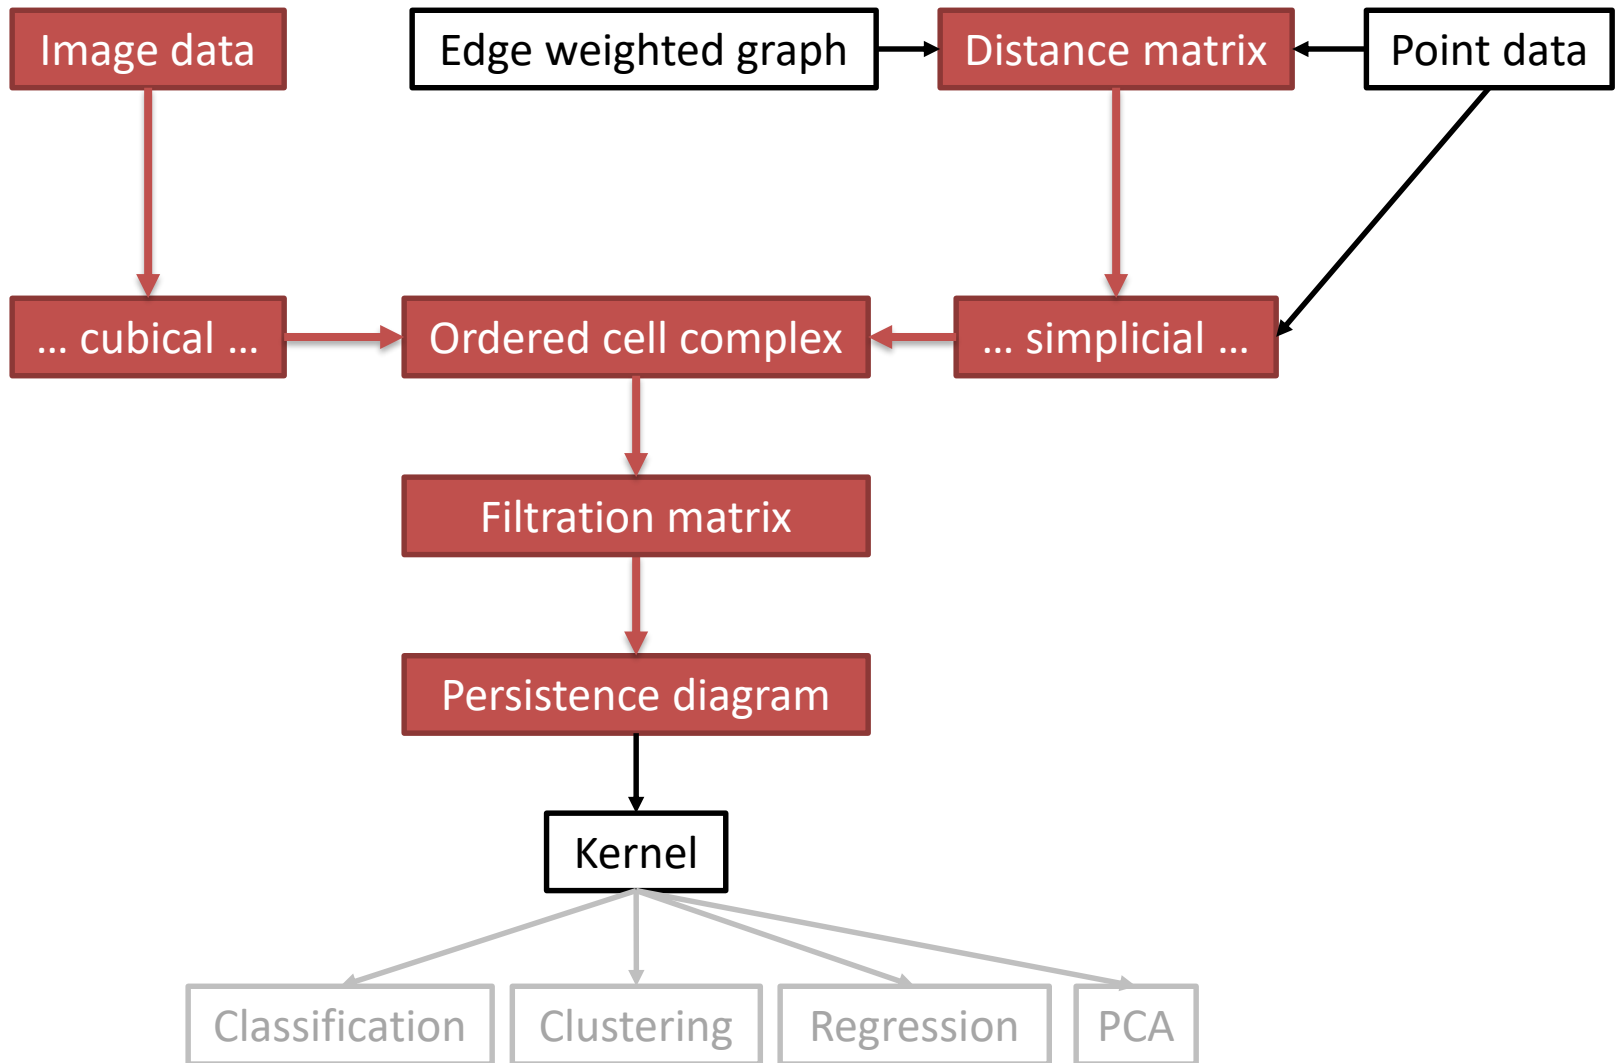 Image data
Edge weighted graph
Distance matrix
Point data
... cubical ...
Ordered cell complex
... simplicial ...
Filtration matrix
Persistence diagram
Kernel
Classification
Clustering
Regression
PCA